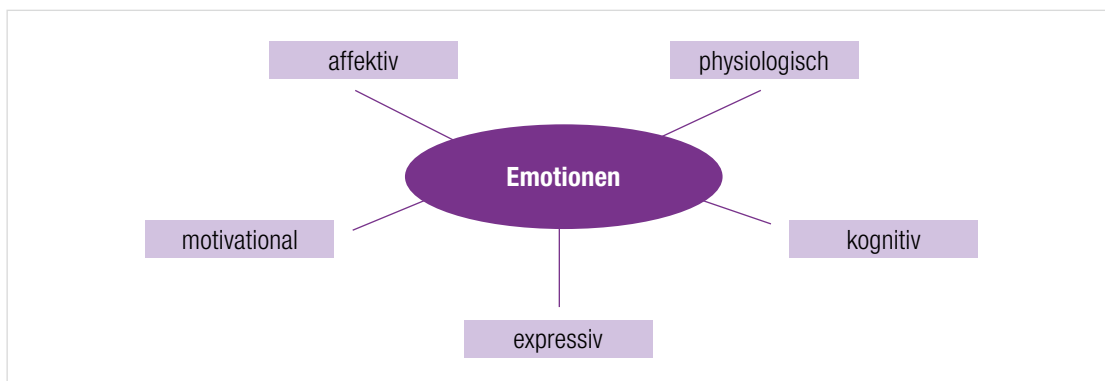 affektiv
physiologisch
Emotionen
motivational
kognitiv
expressiv